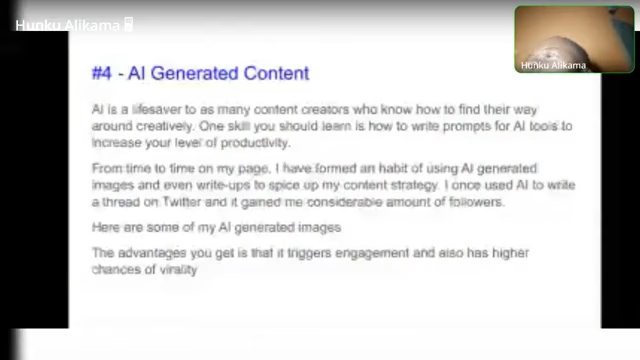 Hunku Alikama
Hunku Alikama
#4 - AI Generated Content
AI is a lifesaver to as many content creators who know how to find their way
around creatively. One skill you should learn is how to write prompts for AI tools to
increase your level of productivity.
From time to time on my page, I have formed an habit of using AI generated
images and even write-ups to spice up my content strategy. I once used AI to write
a thread on Twitter and it gained me considerable amount of followers.
Here are some of my AI generated images
The advantages you get is that it triggers engagement and also has higher
chances of virality